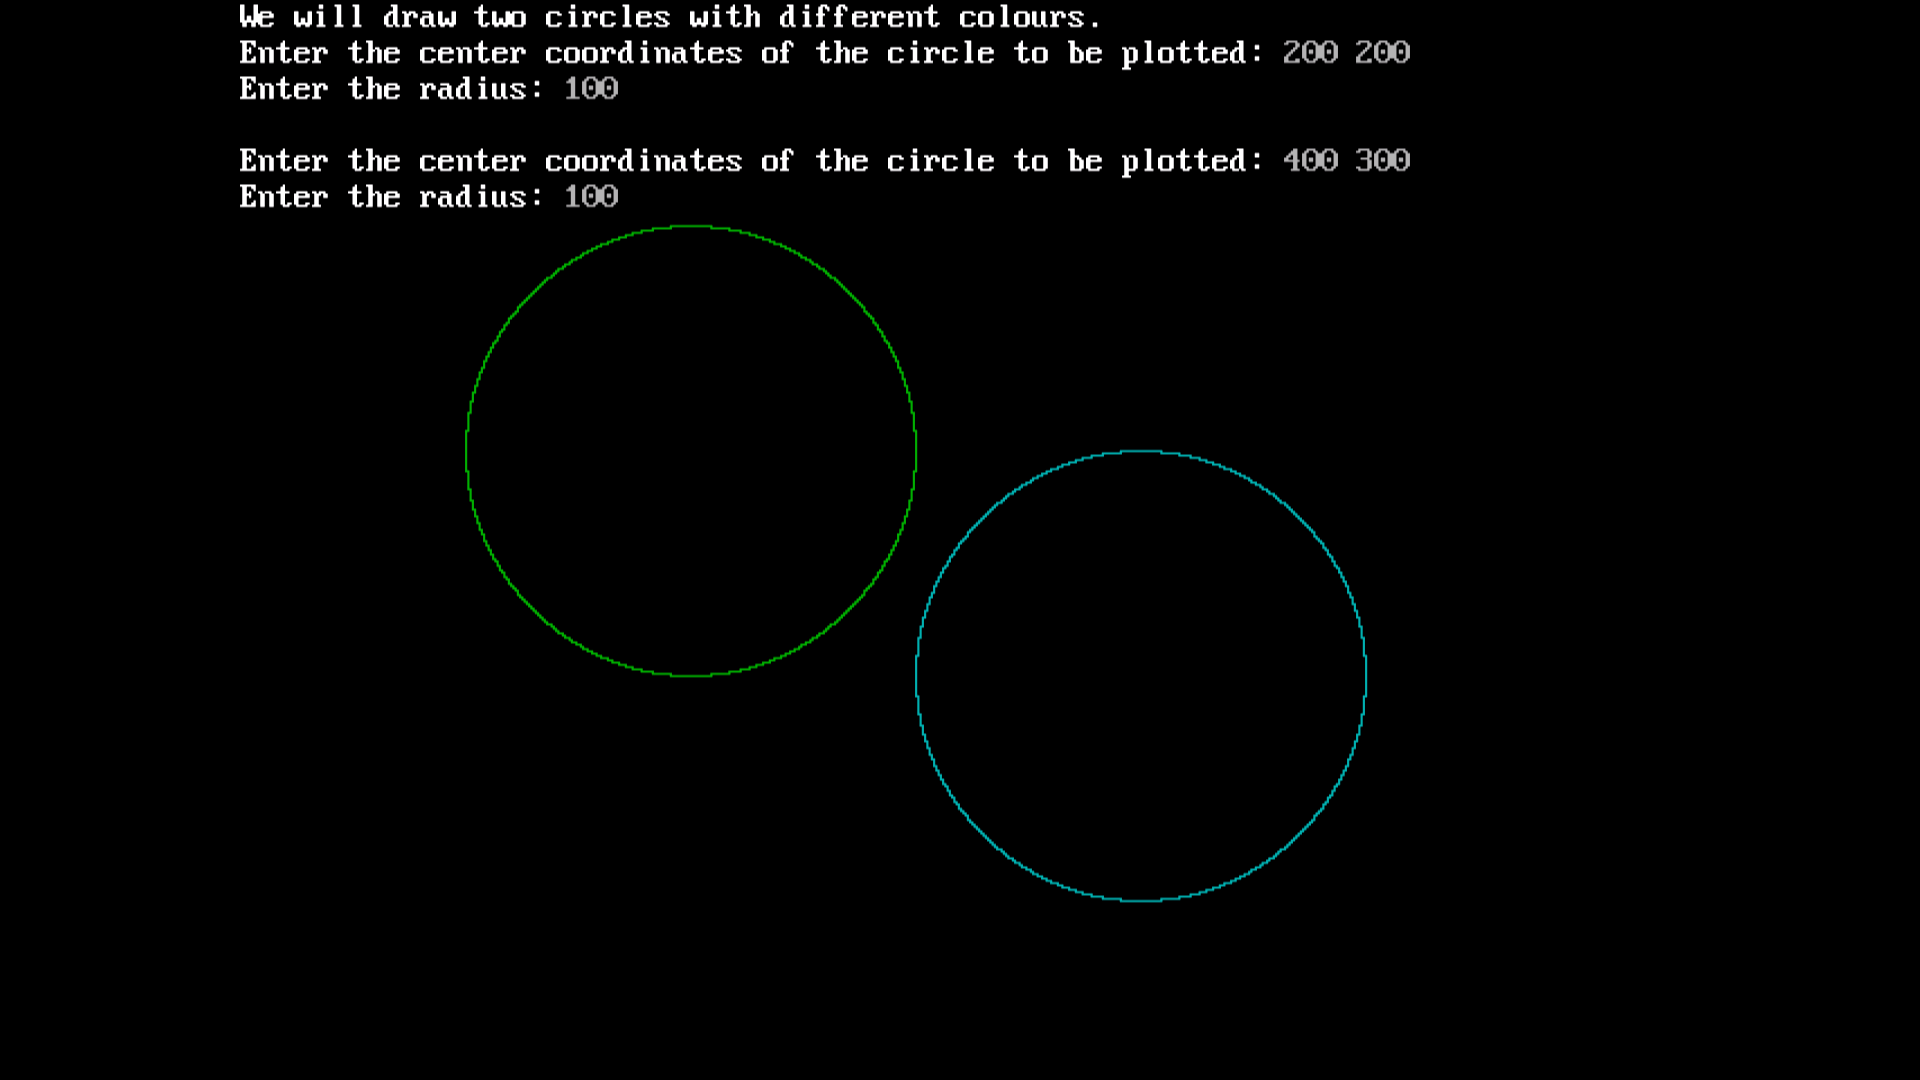 We will draw two circles with different colours.
Enter the center coordinates of the circle to be plotted: 200 200
Enter the radius: 100
Enter the center coordinates of the circle to be plotted: 400 300
Enter the radius: 100